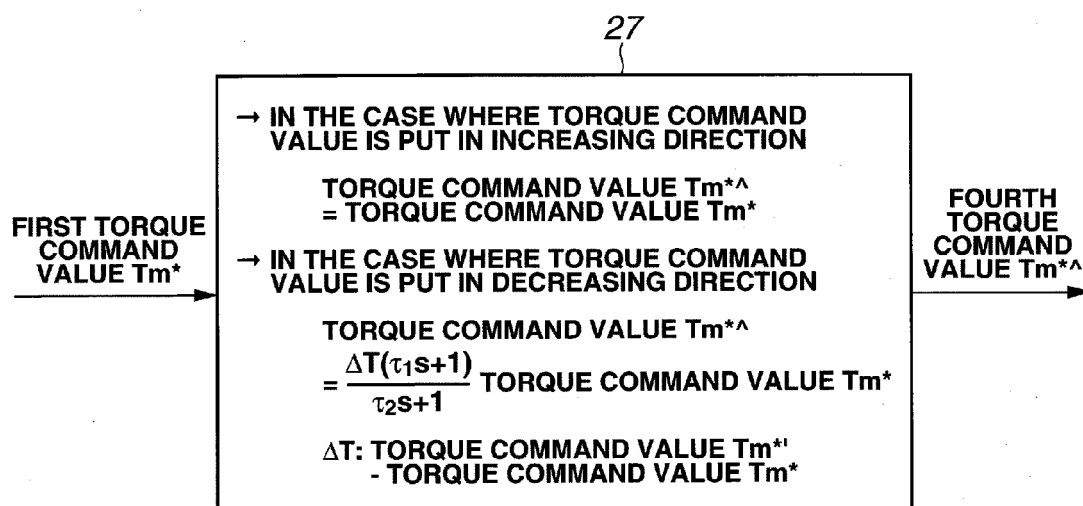 27
→ IN THE CASE WHERE TORQUE COMMAND
VALUE IS PUT IN INCREASING DIRECTION
TORQUE COMMAND VALUE Tm*^
= TORQUE COMMAND VALUE Tm*
FIRST TORQUE
COMMAND
VALUE Tm*
→ IN THE CASE WHERE TORQUE COMMAND
VALUE IS PUT IN DECREASING DIRECTION
TORQUE COMMAND VALUE Tm*^
= ΔT(τ1s+1)/τ2s+1 TORQUE COMMAND VALUE Tm*
ΔT: TORQUE COMMAND VALUE Tm*'
- TORQUE COMMAND VALUE Tm*
FOURTH
TORQUE
COMMAND
VALUE Tm*^